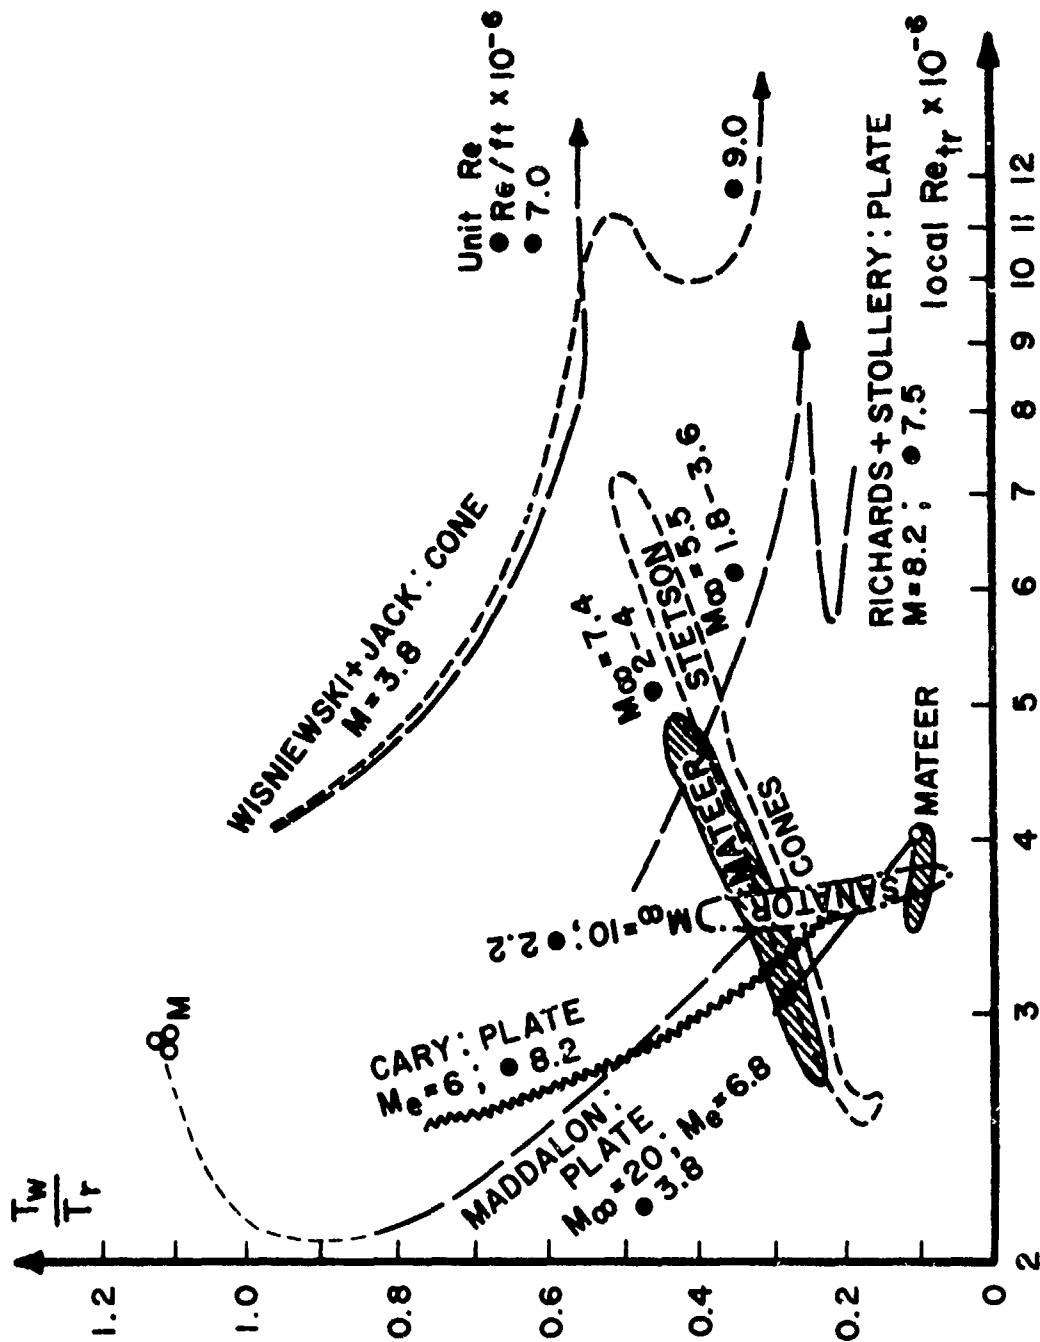 Tw
Tr
1.2
1.0
0.8
0.6
0.4
0.2
0
2
3
4
5
6
7
8
9
10
11
12
local Retr × 10⁻⁶
Unit Re
● Re/ft × 10⁻⁶
● 7.0
● 9.0
WISNIEWSKI+JACK: CONE
M=3.8
M∞=7.4
● 2-4
STETSON
M∞=5.5
● 1.8-3.6
MATEER
CONES
SANATOR
M∞=10; ● 2.2
∞M
CARY: PLATE
Me=6; ● 8.2
MADDALON:
PLATE
M∞=20; Me=6.8
● 3.8
MATEER
RICHARDS+STOLLERY: PLATE
M=8.2; ● 7.5